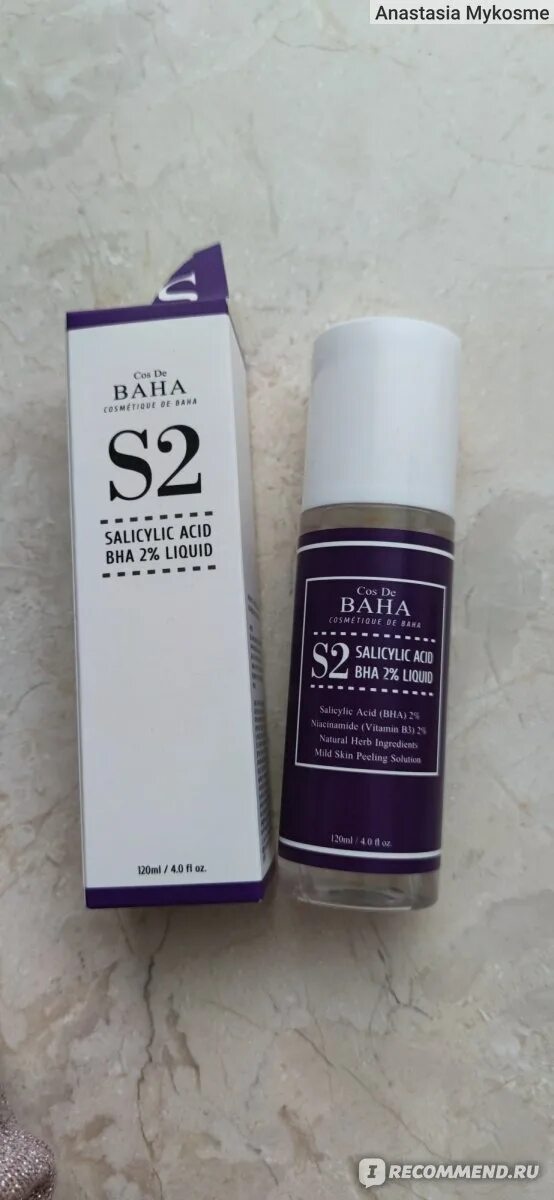 Anastasia Mykosme
Cos De
BAHA
COSMÉTIQUE DE BAHA
S2
SALICYLIC ACID
BHA 2% LIQUID
120ml / 4.0 fl oz.
Cos De
BAHA
COSMÉTIQUE DE BAHA
S2 SALICYLIC ACID
BHA 2% LIQUID
Salicylic Acid (BHA) 2%
Niacinamide (Vitamin B3) 2%
Natural Herb Ingredients
Mild Skin Peeling Solution
120ml / 4.0 fl oz.
I RECOMMEND.RU